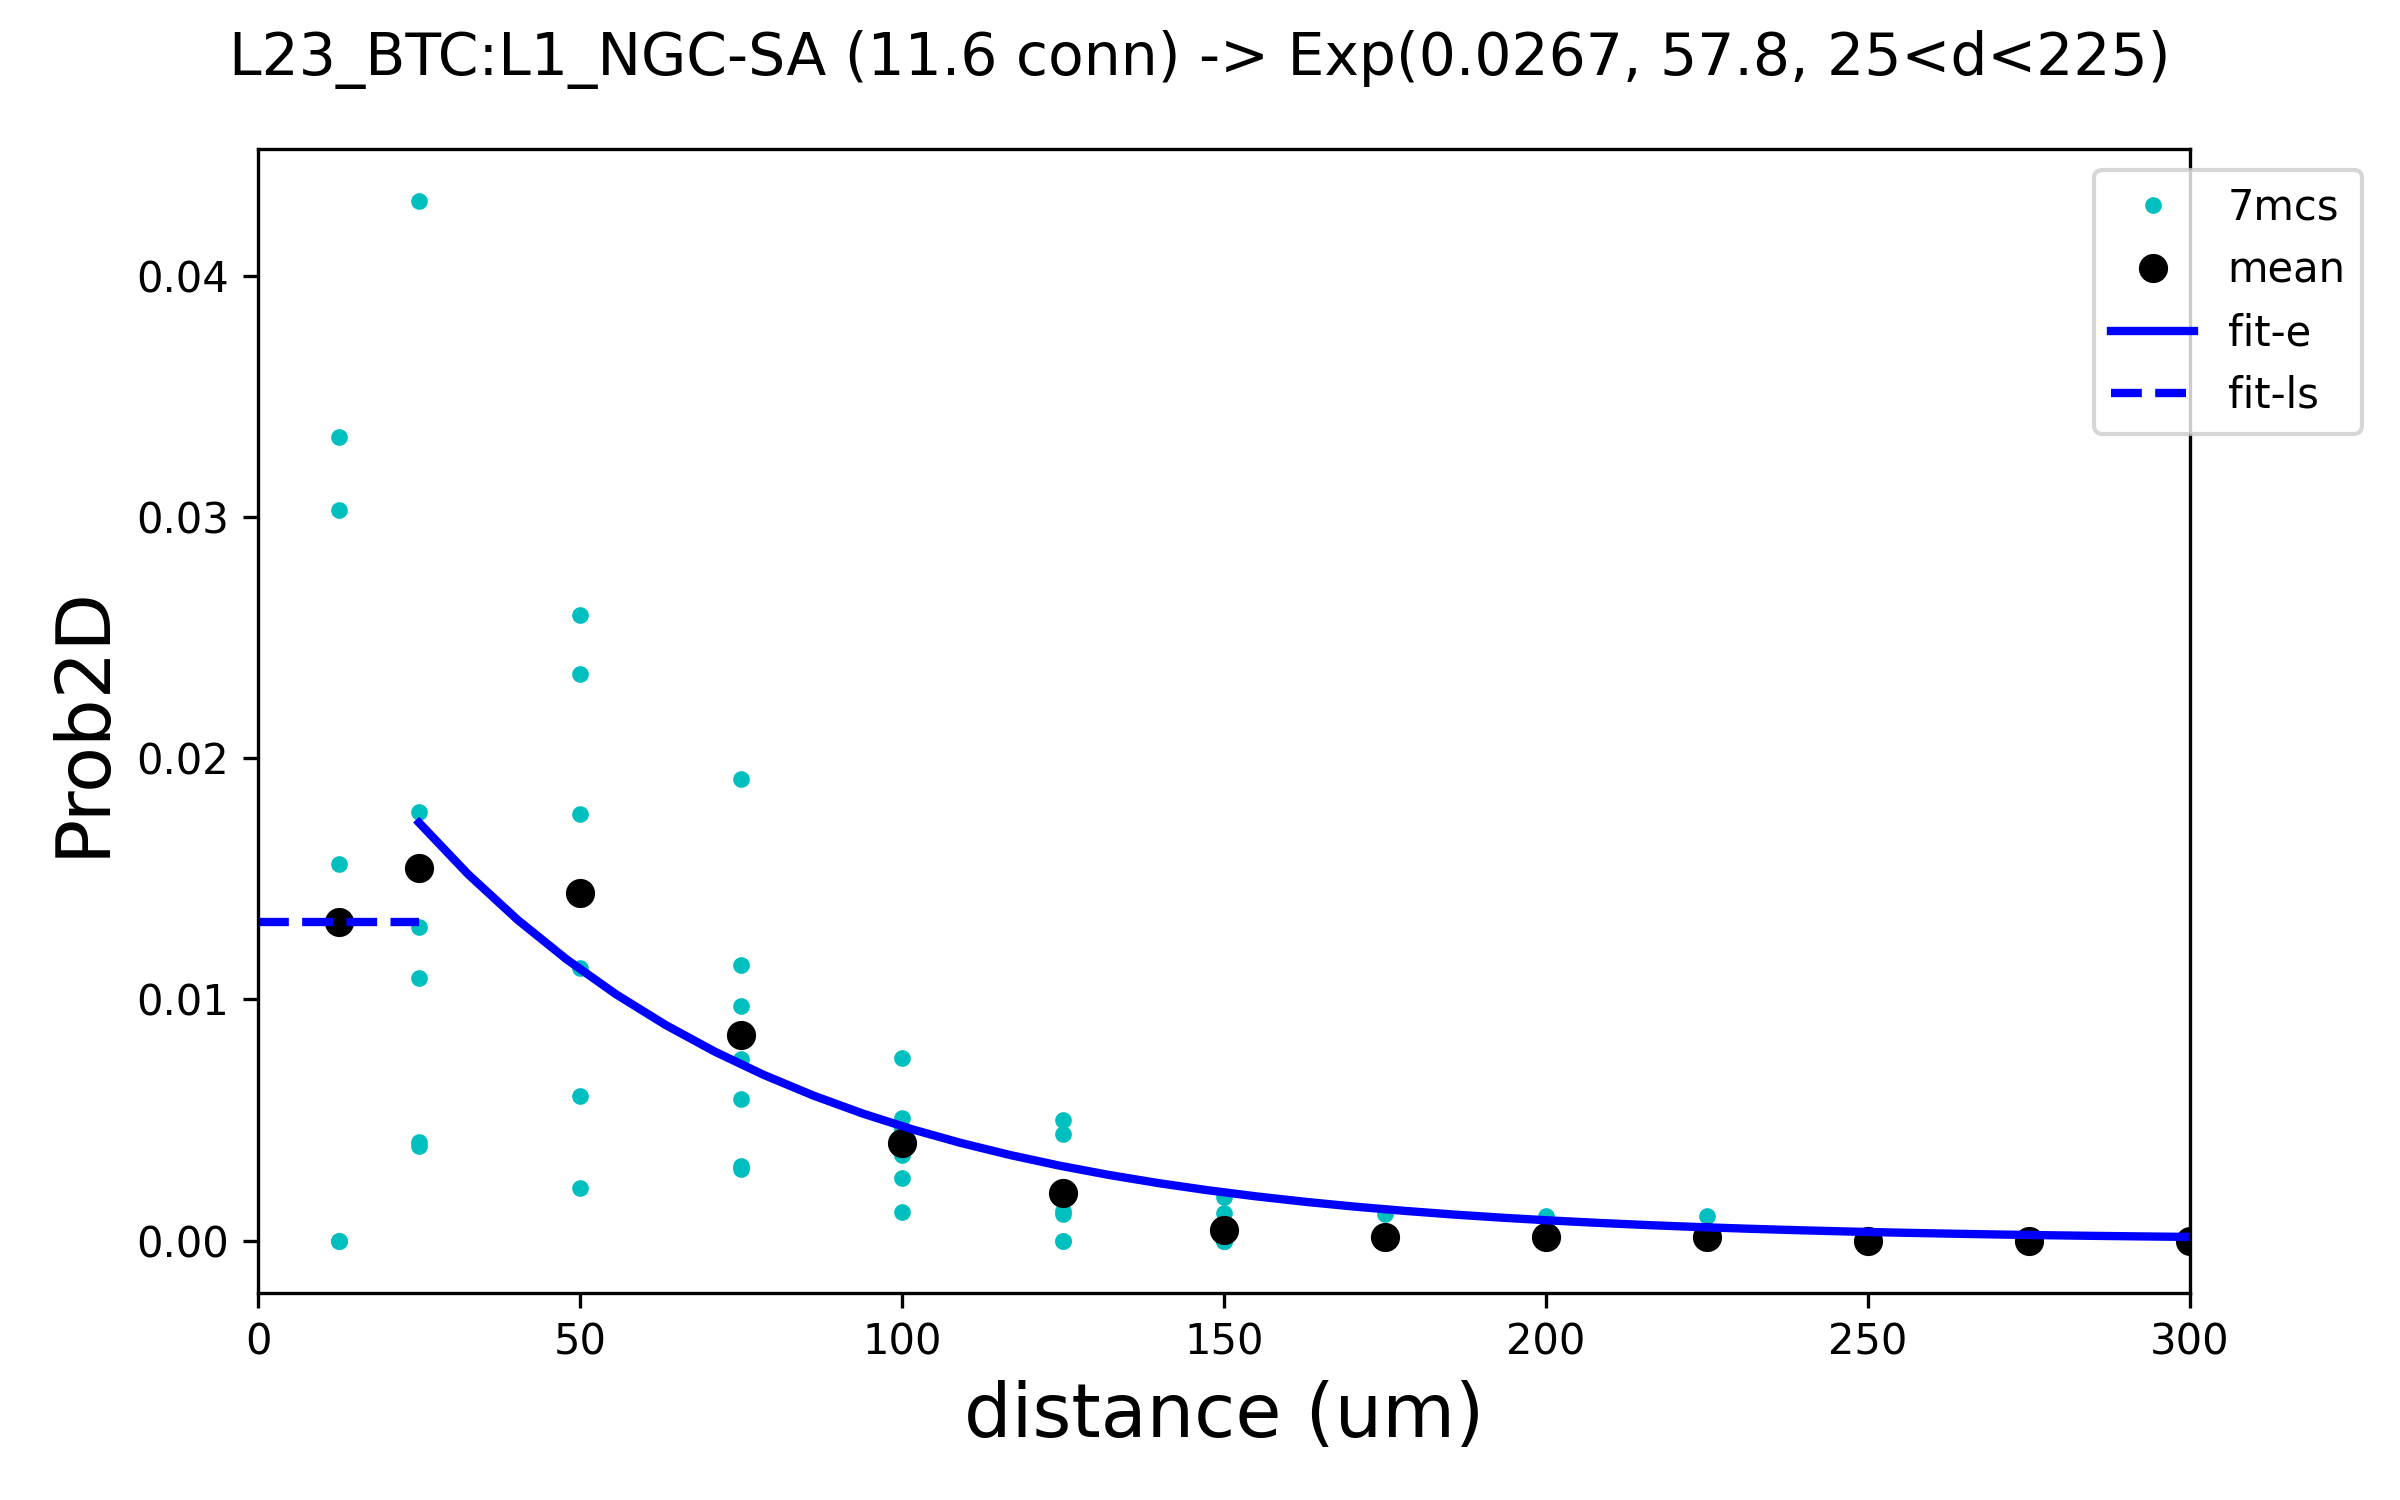 L23_BTC:L1_NGC-SA (11.6 conn) -> Exp(0.0267, 57.8, 25<d<225)
7mcs
mean
fit-e
fit-ls
Prob2D
0.04
0.03
0.02
0.01
0.00
0 50 100 150 200 250 300
distance (um)